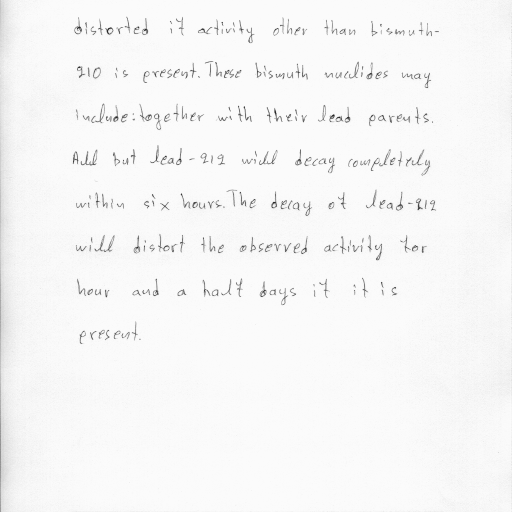 distorted if activity other than bismuth-
210 is present. These bismuth nuclides may
include: together with their lead parents.
All but lead-212 will decay completely
within six hours. The decay of lead-212
will distort the observed activity for
hour and a half days if it is
present.